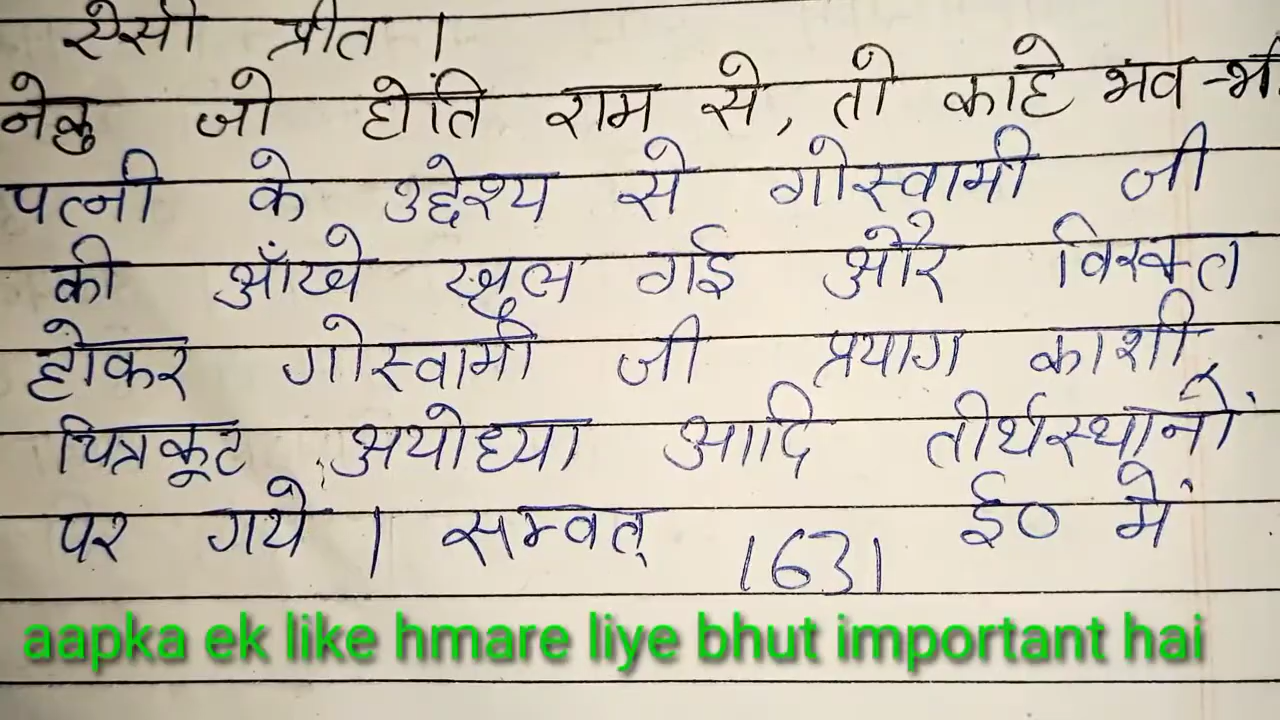 ऐसी प्रीत ।
नेकु जो होति राम से, तो काहे भव-भी
पत्नी के उद्देश्य से गोस्वामी जी
की आँखे खुल गई और विरक्त
होकर गोस्वामी जी प्रयाग काशी,
चित्रकूट, अयोध्या आदि तीर्थस्थानों
पर गये । सम्वत् 1631 ई० में
aapka ek like hmare liye bhut important hai